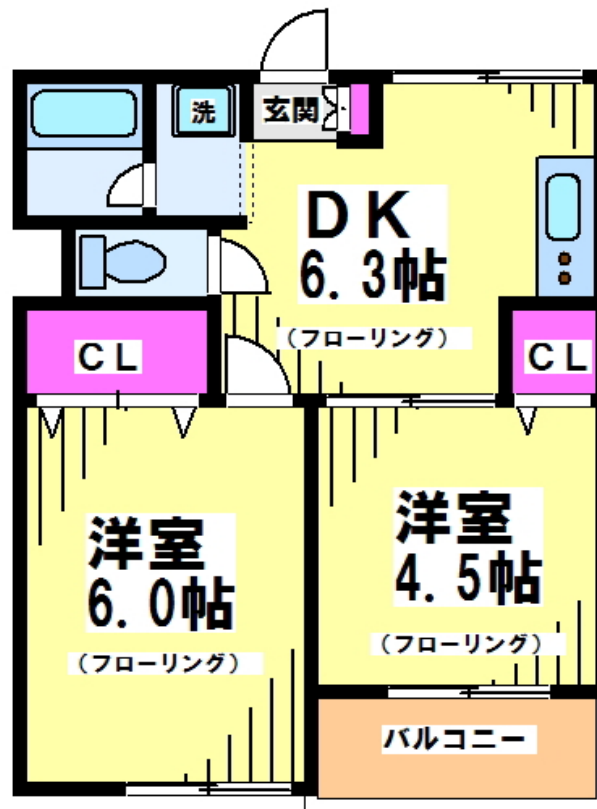 洗
玄関
DK
6.3帖
(フローリング)
CL
CL
洋室
6.0帖
(フローリング)
洋室
4.5帖
(フローリング)
バルコニー